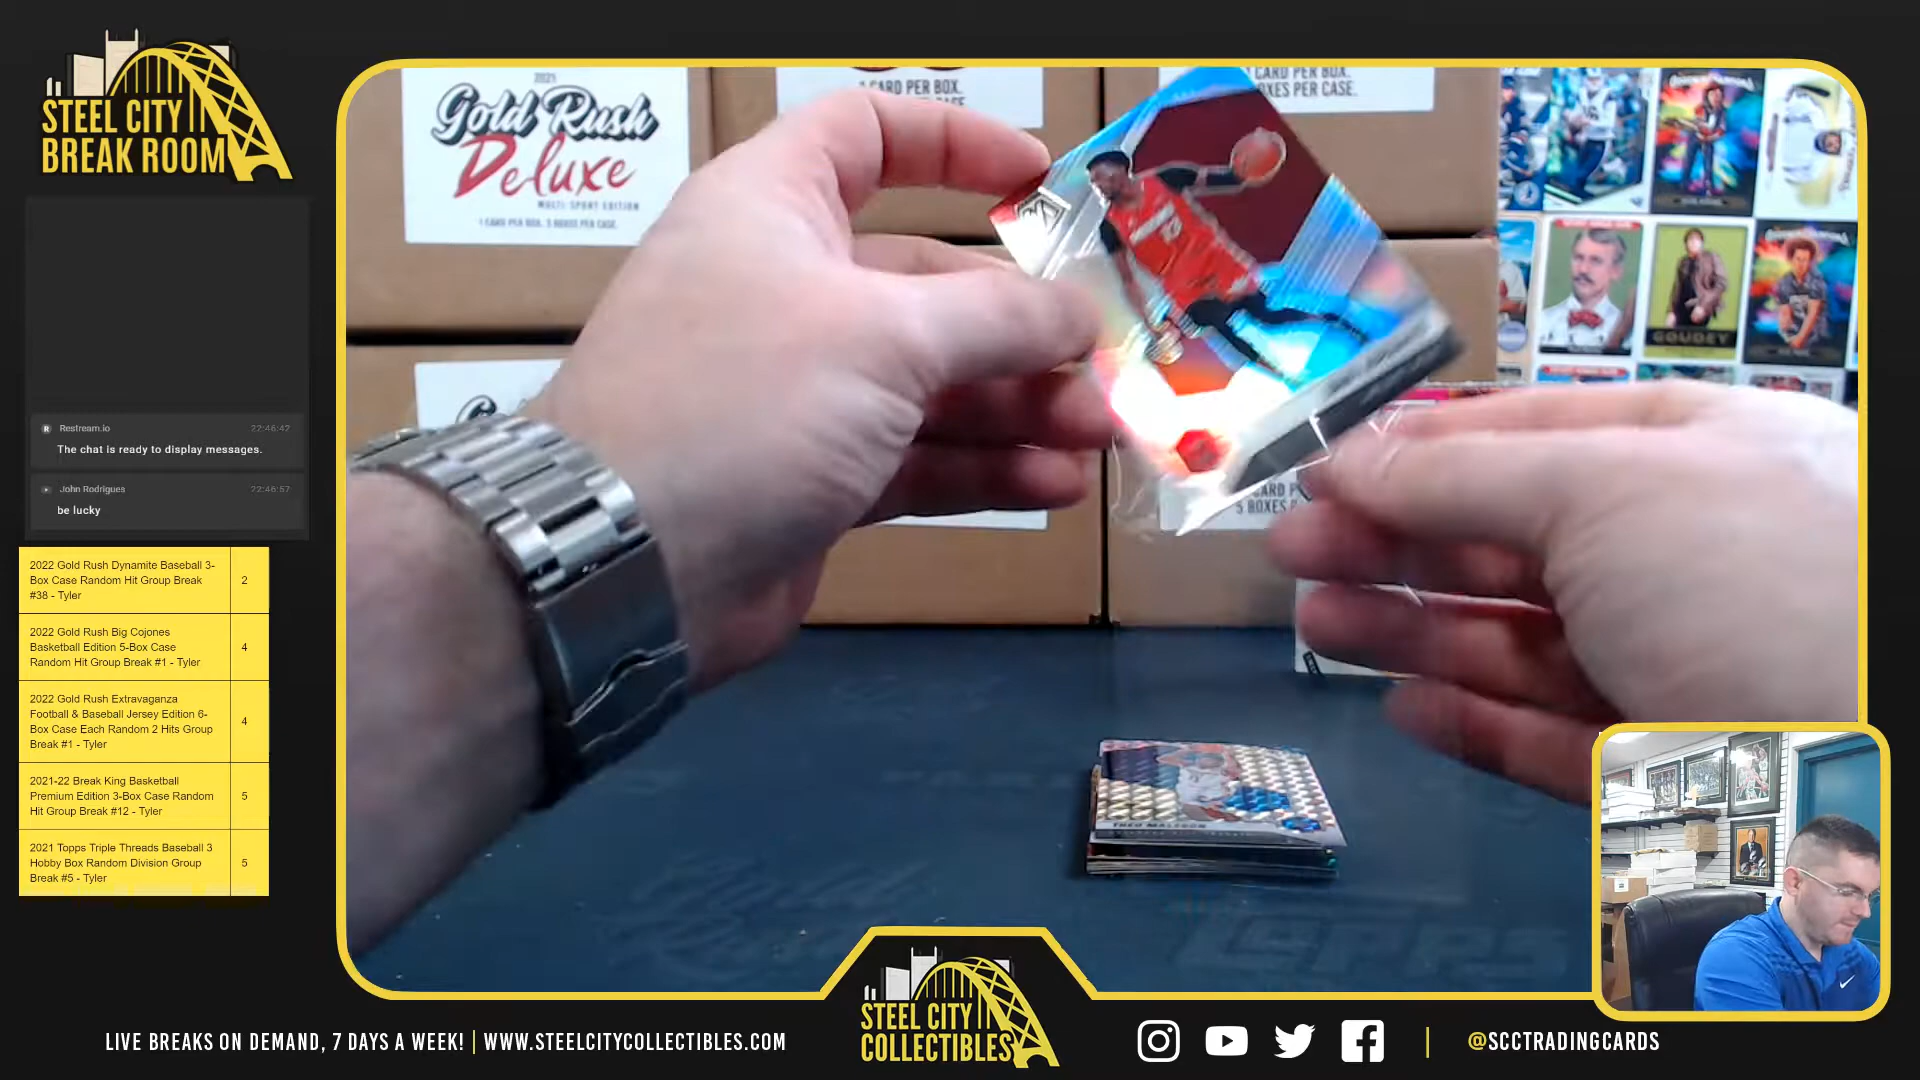 STEEL CITY
BREAK ROOM
2021
Gold Rush
Deluxe
MULTI-SPORT EDITION
1 CARD PER BOX. 5 BOXES PER CASE.
CARD PER BOX.
CARD PER BOX.
OXES PER CASE.
GOUDEY
CARD P
5 BOXES P
Restream.io 22:46:42
The chat is ready to display messages.
John Rodrigues 22:46:57
be lucky
2022 Gold Rush Dynamite Baseball 3-
Box Case Random Hit Group Break 2
#38 - Tyler
2022 Gold Rush Big Cojones
Basketball Edition 5-Box Case 4
Random Hit Group Break #1 - Tyler
2022 Gold Rush Extravaganza
Football & Baseball Jersey Edition 6-
Box Case Each Random 2 Hits Group 4
Break #1 - Tyler
2021-22 Break King Basketball
Premium Edition 3-Box Case Random 5
Hit Group Break #12 - Tyler
2021 Topps Triple Threads Baseball 3
Hobby Box Random Division Group 5
Break #5 - Tyler
THEO MALEDON
TOPPS
STEEL CITY
COLLECTIBLES
LIVE BREAKS ON DEMAND, 7 DAYS A WEEK! | WWW.STEELCITYCOLLECTIBLES.COM
| @SCCTRADINGCARDS